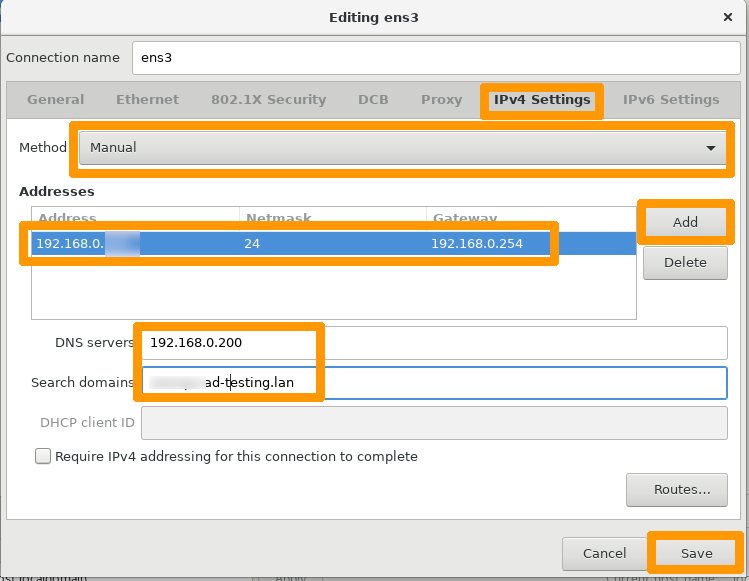 Editing ens3
Connection name ens3
General Ethernet 802.1X Security DCB Proxy IPv4 Settings IPv6 Settings
Method Manual
Addresses
Address Netmask Gateway
192.168.0. 24 192.168.0.254
Add
Delete
DNS servers 192.168.0.200
Search domains ad-testing.lan
DHCP client ID
Require IPv4 addressing for this connection to complete
Routes...
Cancel Save